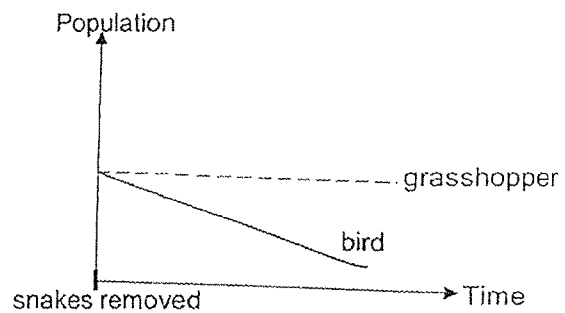 Population
grasshopper
bird
snakes removed
Time